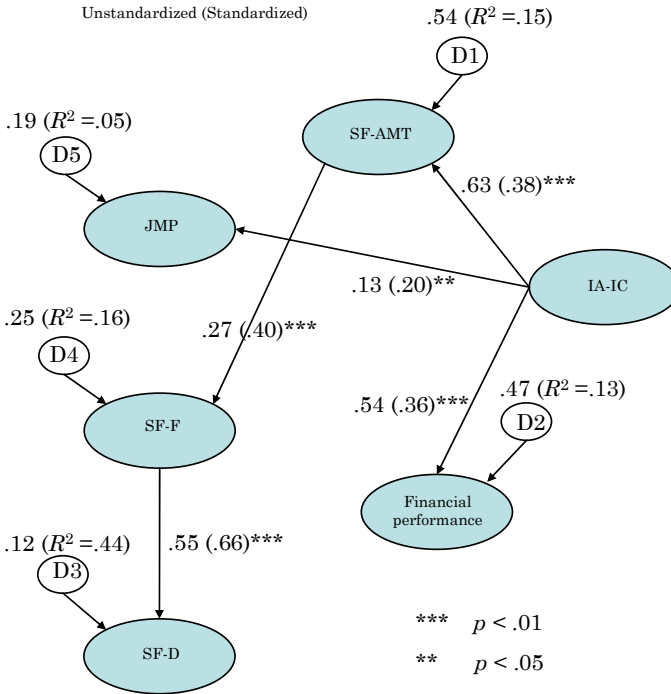 Unstandardized (Standardized)
.54 (R² =.15)
D1
.19 (R² =.05)
D5
SF-AMT
.63 (.38)***
JMP
IA-IC
.13 (.20)**
.25 (R² =.16)
.27 (.40)***
D4
.54 (.36)***
.47 (R² =.13)
D2
SF-F
Financial
performance
.12 (R² =.44)
.55 (.66)***
D3
*** p < .01
SF-D
** p < .05